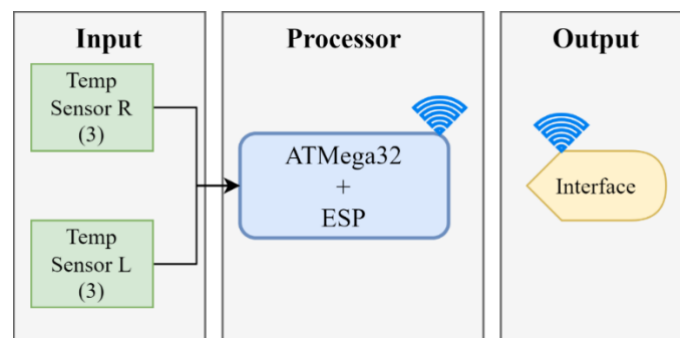 Input
Processor
Output
Temp
Sensor R
(3)
Temp
Sensor L
(3)
ATMega32
+
ESP
Interface